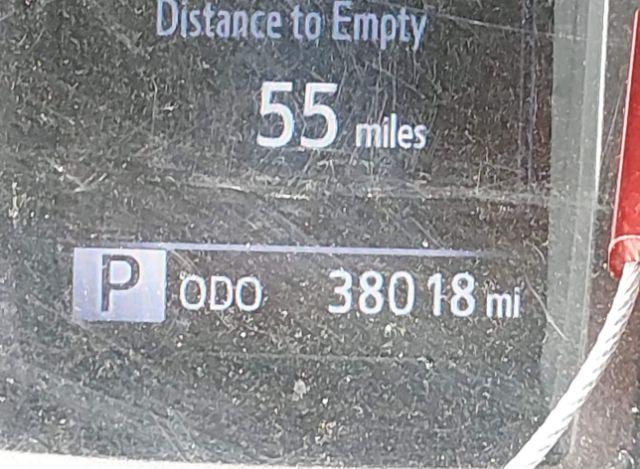 Distance to Empty
55 miles
P ODO 38018 mi